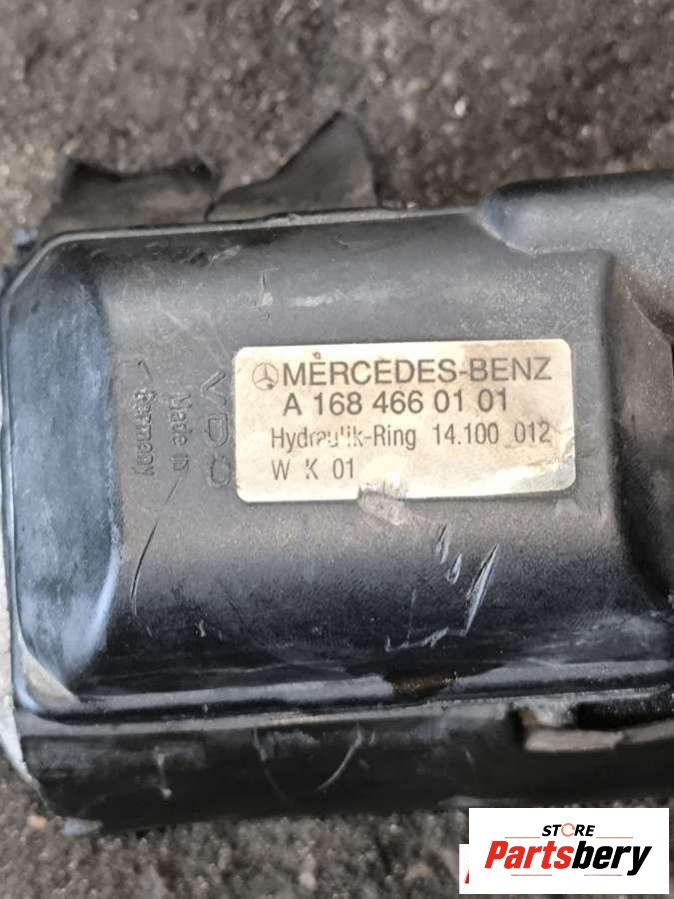 MERCEDES-BENZ
A 168 466 01 01
Hydraulik-Ring 14.100 012
W K 01
VDO
Made in
Germany
STORE
Partsbery